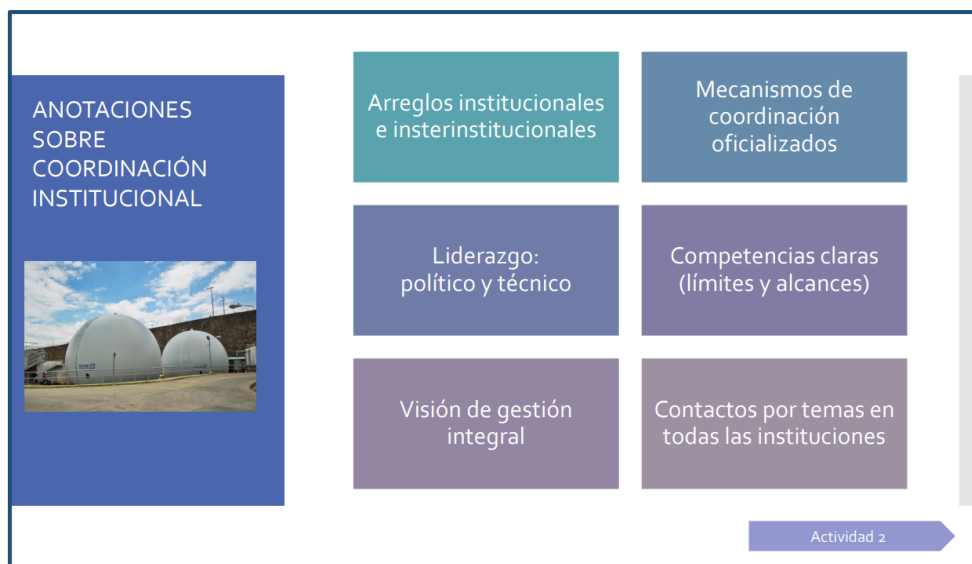 ANOTACIONES
SOBRE
COORDINACIÓN
INSTITUCIONAL
Arreglos institucionales
e insterinstitucionales
Mecanismos de
coordinación
oficializados
Liderazgo:
político y técnico
Competencias claras
(límites y alcances)
Visión de gestión
integral
Contactos por temas en
todas las instituciones
Actividad 2